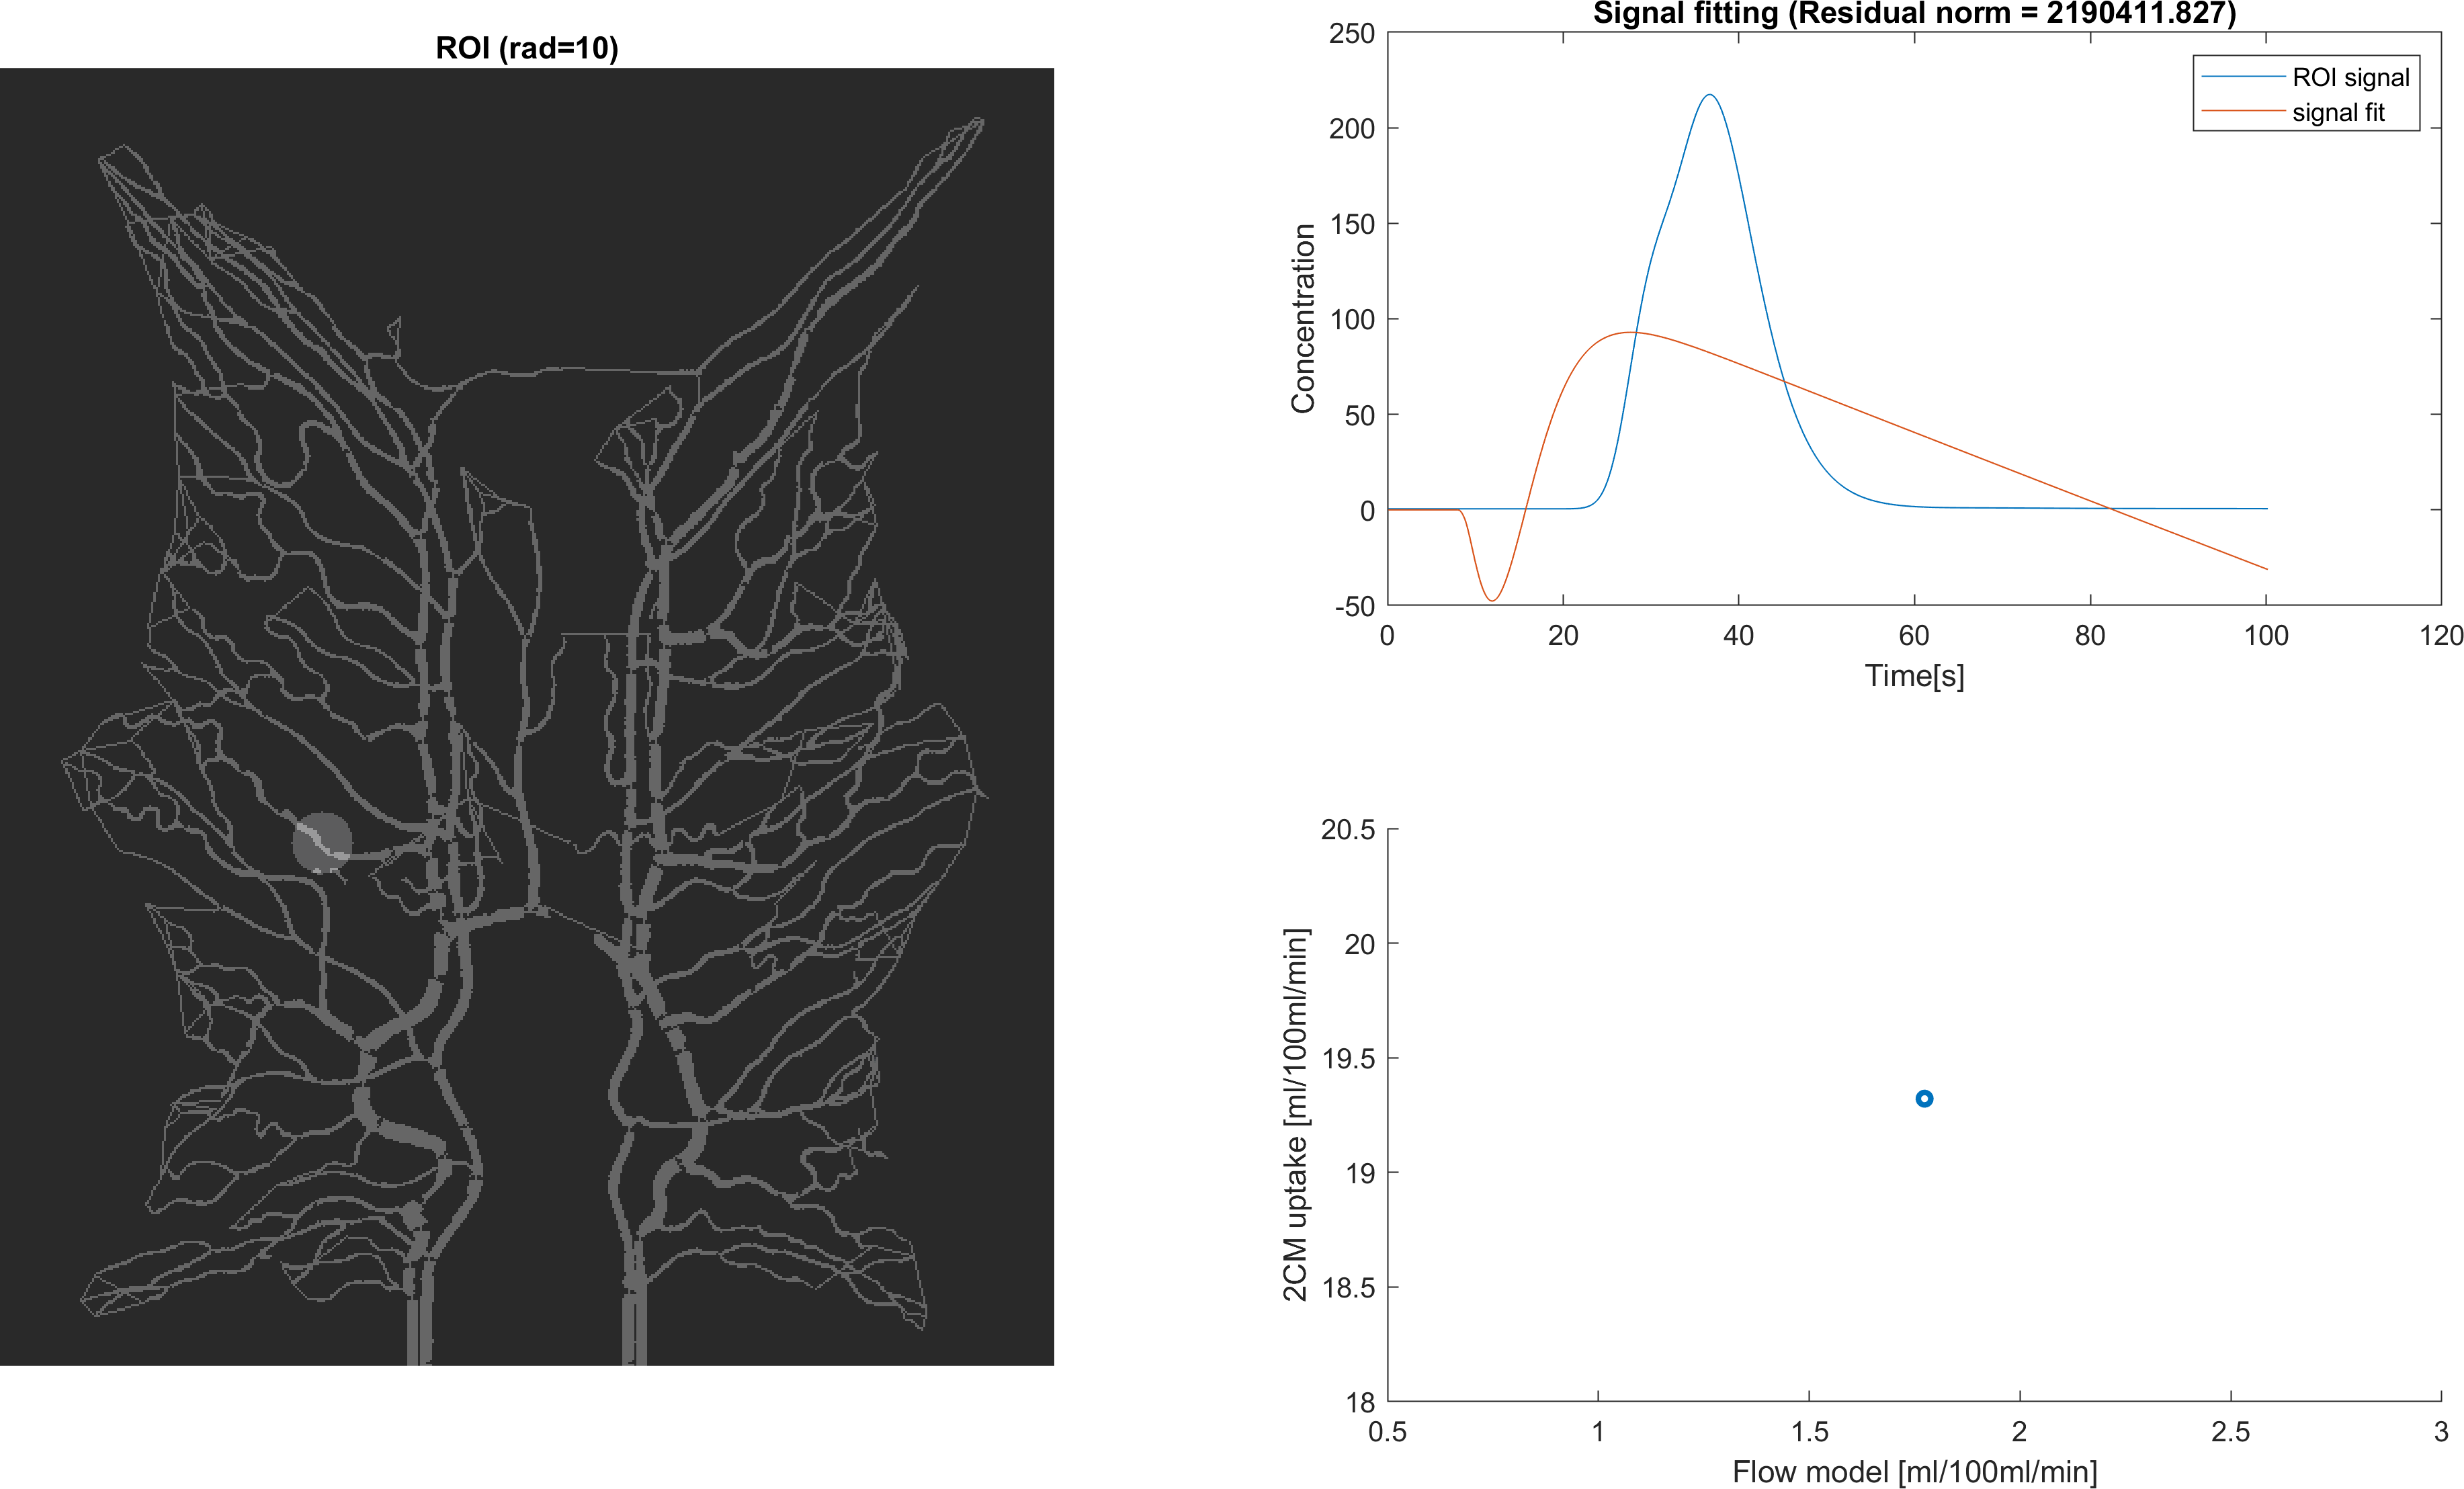 ROI (rad=10)
Signal fitting (Residual norm = 2190411.827)
250
200
150
100
50
0
-50
Concentration
ROI signal
signal fit
0 20 40 60 80 100 120
Time[s]
20.5
20
19.5
19
18.5
18
2CM uptake [ml/100ml/min]
0.5 1 1.5 2 2.5 3
Flow model [ml/100ml/min]